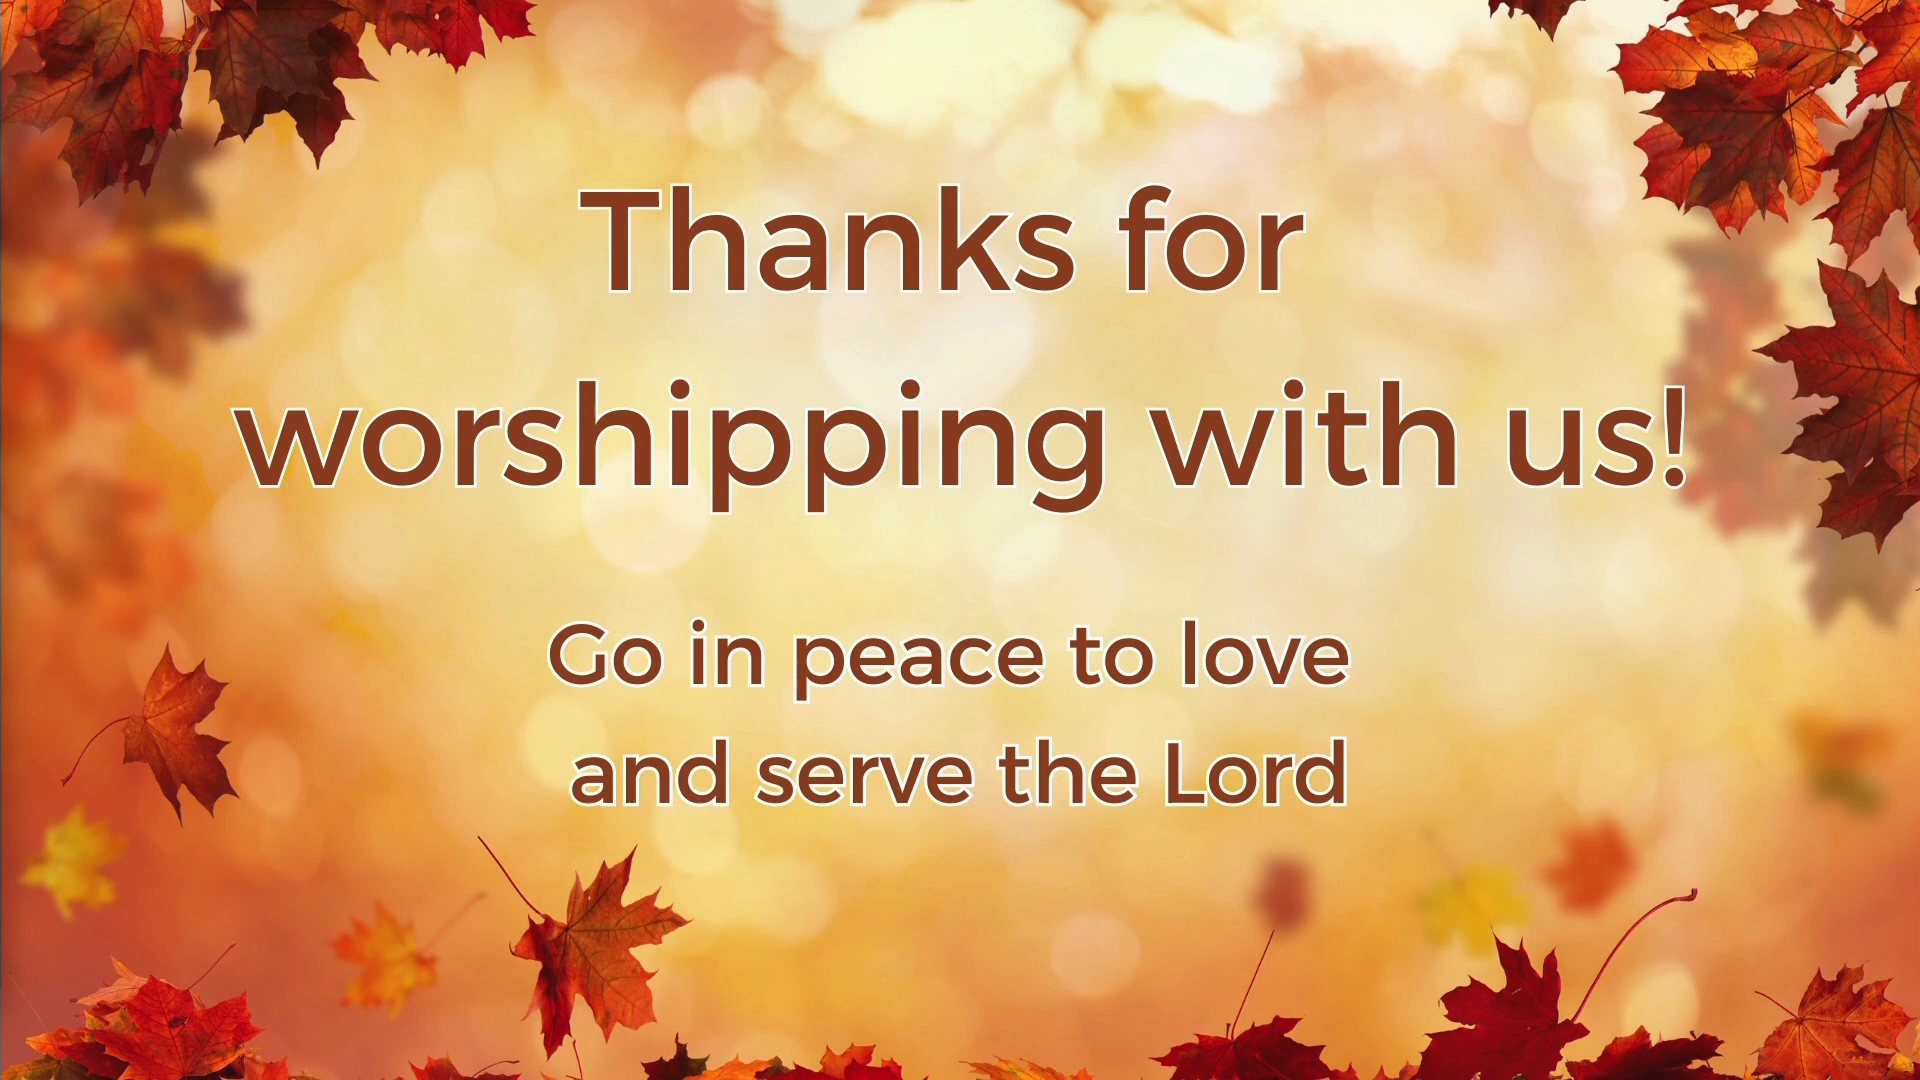 Thanks for
worshipping with us!
Go in peace to love
and serve the Lord